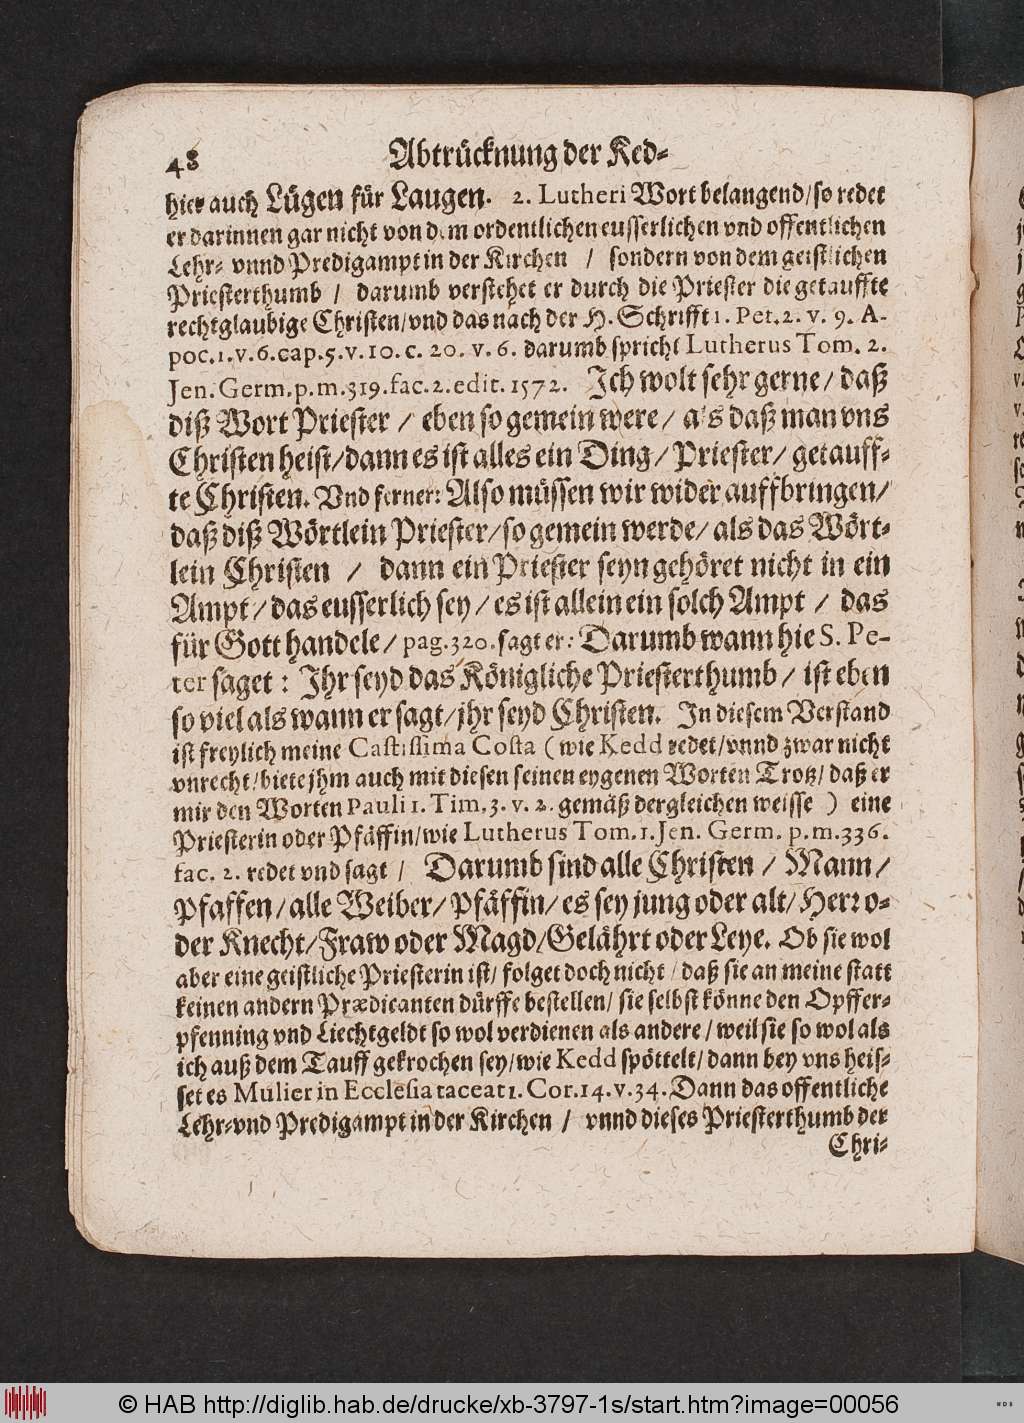 48 Abtrücknung der Ked⸗
hier auch Lügen für Laugen. 2. Lutheri Wort belangend/so redet
er darinnen gar nicht von dem ordentlichen eusserlichen vnd offentlichen
Lehr⸗ vnnd Predigampt in der Kirchen / sondern von dem geistlichen
Priesterthumb / darumb verstehet er durch die Priester die getauffte
rechtglaubige Christen/vnd das nach der H. Schrifft 1. Pet. 2. v. 9. A-
poc. 1. v. 6. cap. 5. v. 10. c. 20. v. 6. darumb spricht Lutherus Tom. 2.
Jen. Germ. p. m. 319. fac. 2. edit. 1572. Ich wolt sehr gerne/ daß
diß Wort Priester / eben so gemein were/ als daß man vns
Christen heist/dann es ist alles ein Ding/ Priester/ getauff⸗
te Christen. Vnd ferner: Also müssen wir wider auffbringen/
daß diß Wörtlein Priester/so gemein werde/ als das Wört⸗
lein Christen / dann ein Priester seyn gehöret nicht in ein
Ampt/ das eusserlich sey/ es ist allein ein solch Ampt / das
für Gott handele/ pag. 320. sagt er: Darumb wann hie S. Pe-
ter saget: Ihr seyd das Königliche Priesterthumb/ ist eben
so viel als wann er sagt/jhr seyd Christen. In diesem Verstand
ist freylich meine Castissima Costa (wie Kedd redet/vnnd zwar nicht
vnrecht/biete jhm auch mit diesen seinen eygenen Worten Trotz/ daß er
mir den Worten Pauli 1. Tim. 3. v. 2. gemäß dergleichen weisse ) eine
Priesterin oder Pfäffin/wie Lutherus Tom. 1. Jen. Germ. p. m. 336.
fac. 2. redet vnd sagt / Darumb sind alle Christen / Mann/
Pfaffen/alle Weiber/ Pfäffin/ es sey jung oder alt/ Herr o⸗
der Knecht/Fraw oder Magd/Gelährt oder Leye. Ob sie wol
aber eine geistliche Priesterin ist/ folget doch nicht / daß sie an meine statt
keinen andern Prædicanten dürffe bestellen/ sie selbst könne den Opffer⸗
pfenning vnd Liechtgeldt so wol verdienen als andere/ weil sie so wol als
ich auß dem Tauff gekrochen sey/wie Kedd spöttelt/ dann bey vns heis⸗
set es Mulier in Ecclesia taceat 1. Cor. 14. v. 34. Dann das offentliche
Lehr⸗vnd Predigampt in der Kirchen / vnnd dieses Priesterthumb der
Chri⸗
© HAB http://diglib.hab.de/drucke/xb-3797-1s/start.htm?image=00056